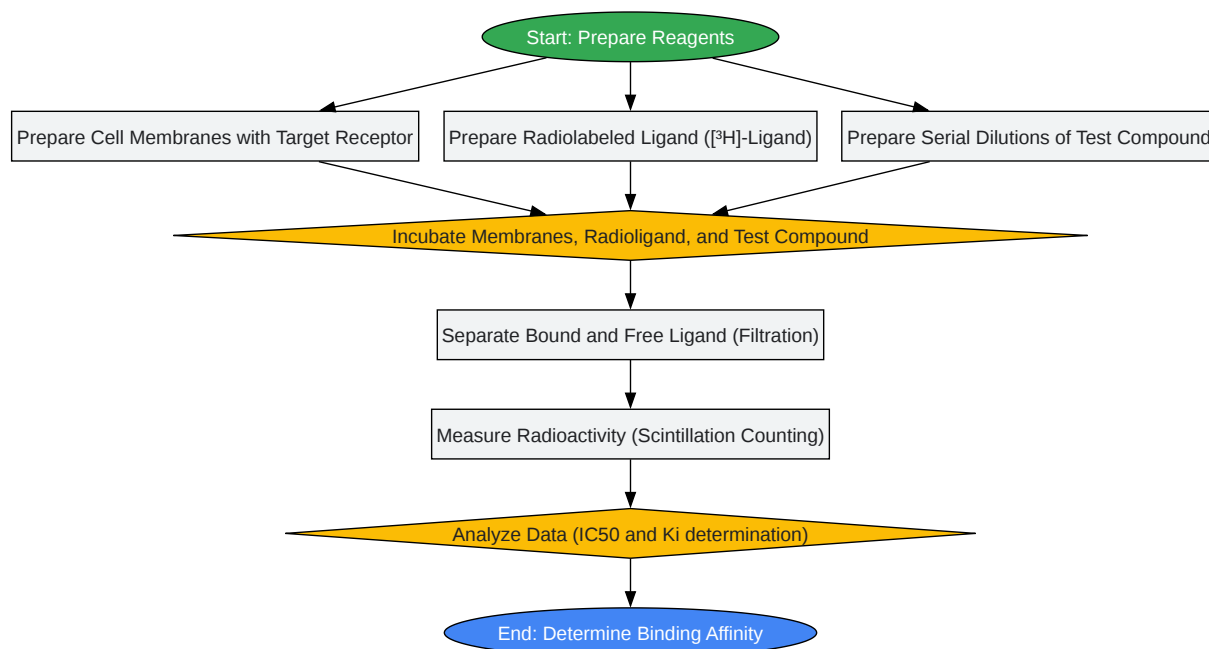 Start: Prepare Reagents
Prepare Cell Membranes with Target Receptor
Prepare Radiolabeled Ligand ([³H]-Ligand)
Prepare Serial Dilutions of Test Compound
Incubate Membranes, Radioligand, and Test Compound
Separate Bound and Free Ligand (Filtration)
Measure Radioactivity (Scintillation Counting)
Analyze Data (IC50 and Ki determination)
End: Determine Binding Affinity